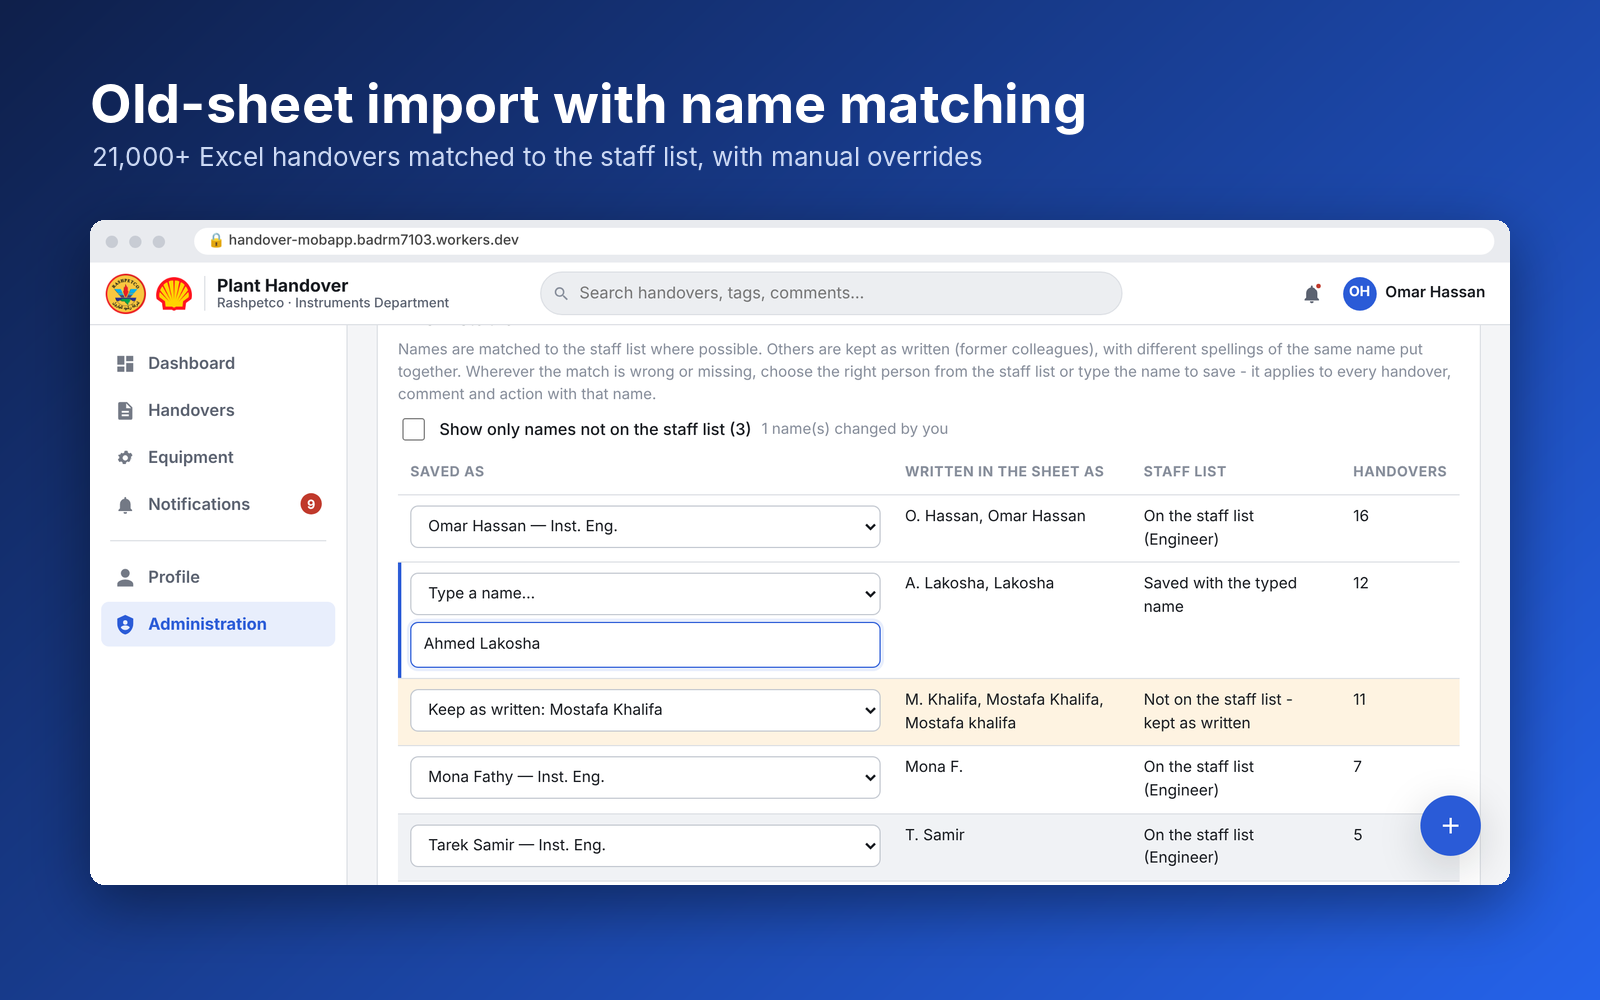 Old-sheet import with name matching
21,000+ Excel handovers matched to the staff list, with manual overrides
handover-mobapp.badrm7103.workers.dev
RASHPETCO
Plant Handover
Rashpetco · Instruments Department
Search handovers, tags, comments...
OH
Omar Hassan
Dashboard
Handovers
Equipment
Notifications
9
Profile
Administration
Names are matched to the staff list where possible. Others are kept as written (former colleagues), with different spellings of the same name put
together. Wherever the match is wrong or missing, choose the right person from the staff list or type the name to save - it applies to every handover,
comment and action with that name.
Show only names not on the staff list (3) 1 name(s) changed by you
SAVED AS WRITTEN IN THE SHEET AS STAFF LIST HANDOVERS
Omar Hassan — Inst. Eng. O. Hassan, Omar Hassan On the staff list 16
(Engineer)
Type a name... A. Lakosha, Lakosha Saved with the typed 12
name
Ahmed Lakosha
Keep as written: Mostafa Khalifa M. Khalifa, Mostafa Khalifa, Not on the staff list - 11
Mostafa khalifa kept as written
Mona Fathy — Inst. Eng. Mona F. On the staff list 7
(Engineer)
Tarek Samir — Inst. Eng. T. Samir On the staff list 5
(Engineer)